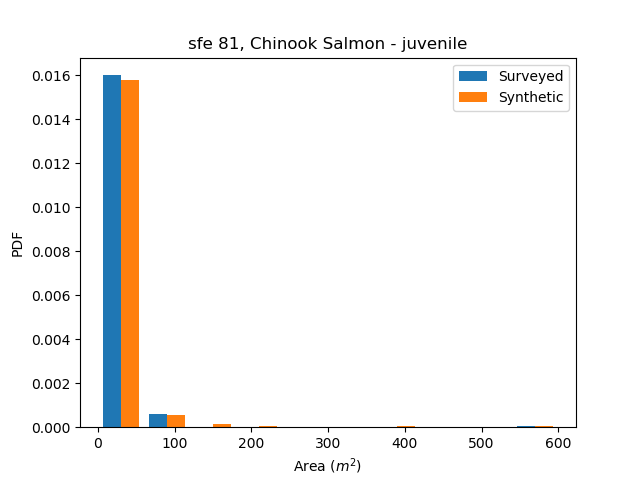 sfe 81, Chinook Salmon - juvenile
Surveyed
Synthetic
PDF
0.016
0.014
0.012
0.010
0.008
0.006
0.004
0.002
0.000
0 100 200 300 400 500 600
Area (m²)